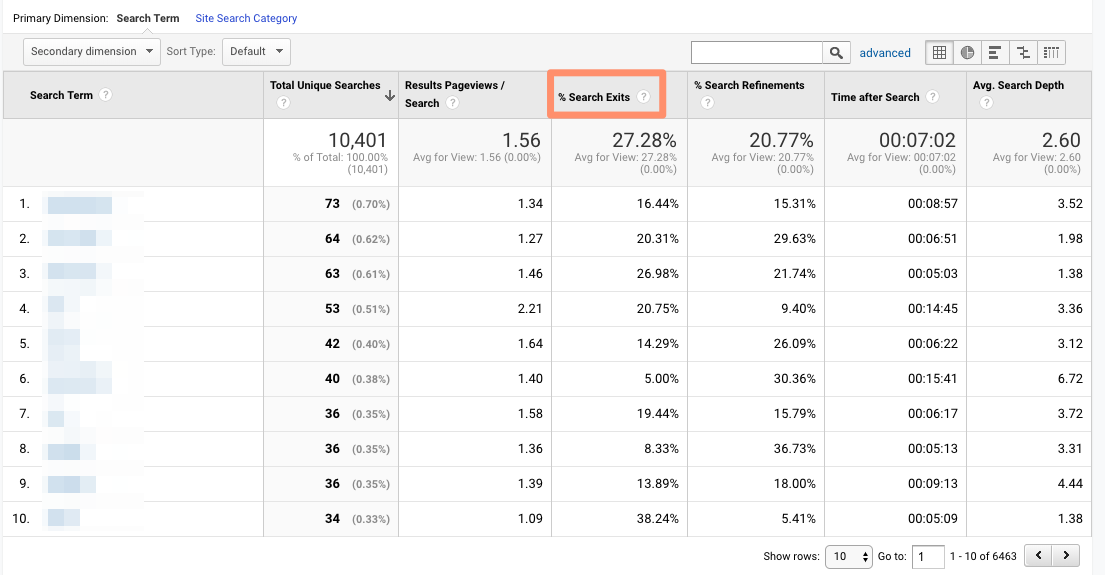 Primary Dimension: Search Term Site Search Category
Secondary dimension Sort Type: Default advanced
Search Term ? Total Unique Searches ? Results Pageviews / Search ? % Search Exits ? % Search Refinements ? Time after Search ? Avg. Search Depth ?
10,401 1.56 27.28% 20.77% 00:07:02 2.60
% of Total: 100.00% Avg for View: 1.56 (0.00%) Avg for View: 27.28% Avg for View: 20.77% Avg for View: 00:07:02 Avg for View: 2.60
(10,401) (0.00%) (0.00%) (0.00%) (0.00%)
1. 73 (0.70%) 1.34 16.44% 15.31% 00:08:57 3.52
2. 64 (0.62%) 1.27 20.31% 29.63% 00:06:51 1.98
3. 63 (0.61%) 1.46 26.98% 21.74% 00:05:03 1.38
4. 53 (0.51%) 2.21 20.75% 9.40% 00:14:45 3.36
5. 42 (0.40%) 1.64 14.29% 26.09% 00:06:22 3.12
6. 40 (0.38%) 1.40 5.00% 30.36% 00:15:41 6.72
7. 36 (0.35%) 1.58 19.44% 15.79% 00:06:17 3.72
8. 36 (0.35%) 1.36 8.33% 36.73% 00:05:13 3.31
9. 36 (0.35%) 1.39 13.89% 18.00% 00:09:13 4.44
10. 34 (0.33%) 1.09 38.24% 5.41% 00:05:09 1.38
Show rows: 10 Go to: 1 1 - 10 of 6463